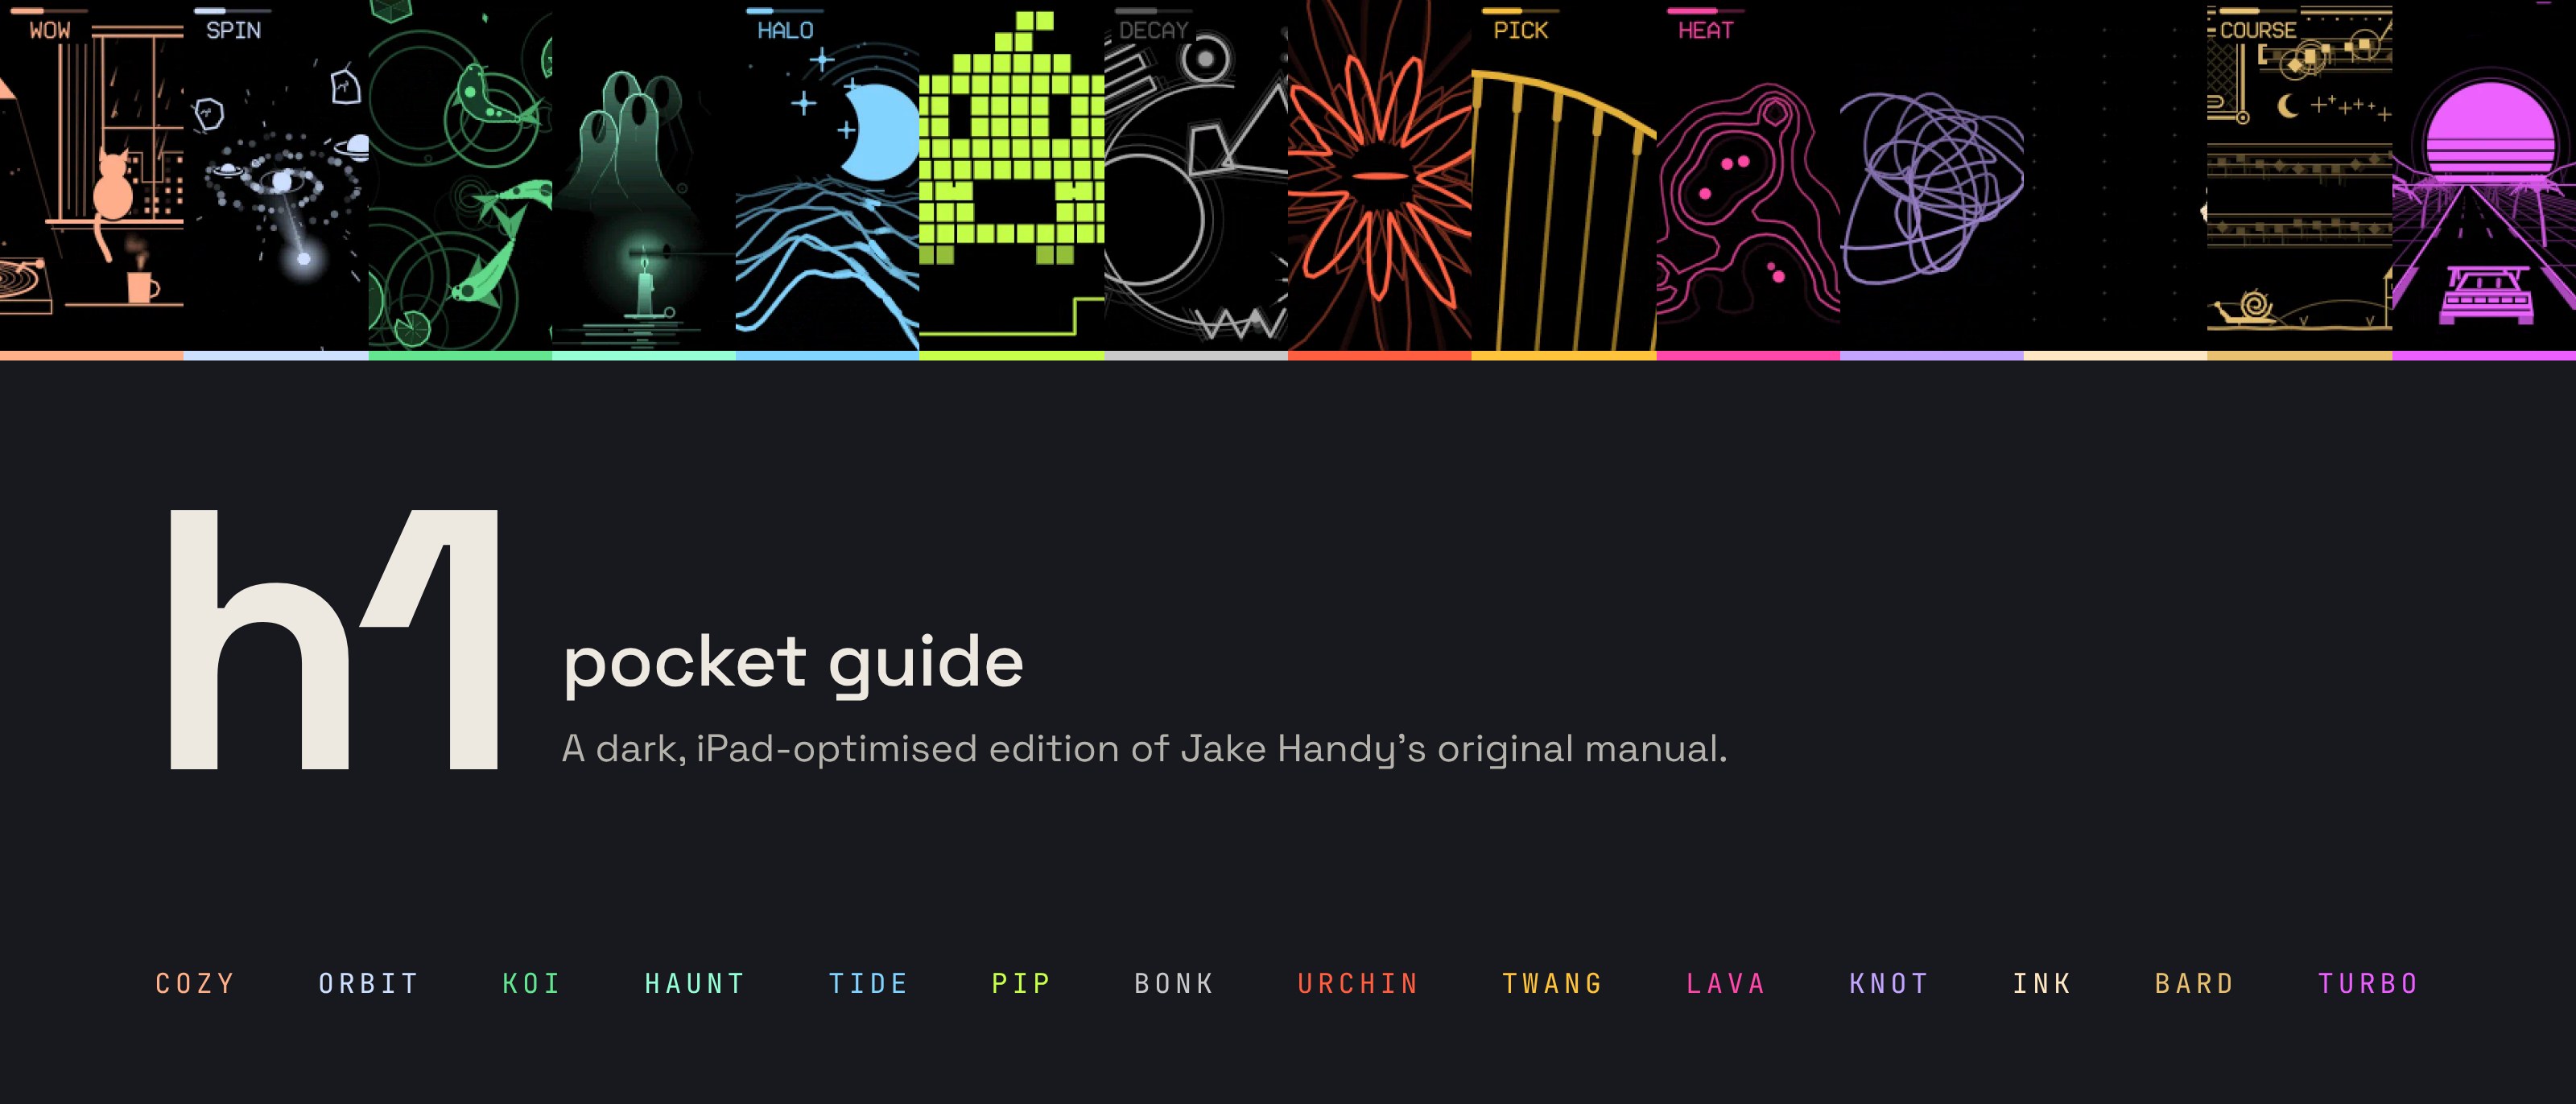 WOW SPIN HALO DECAY PICK HEAT COURSE
h1
pocket guide
A dark, iPad-optimised edition of Jake Handy’s original manual.
COZY ORBIT KOI HAUNT TIDE PIP BONK URCHIN TWANG LAVA KNOT INK BARD TURBO